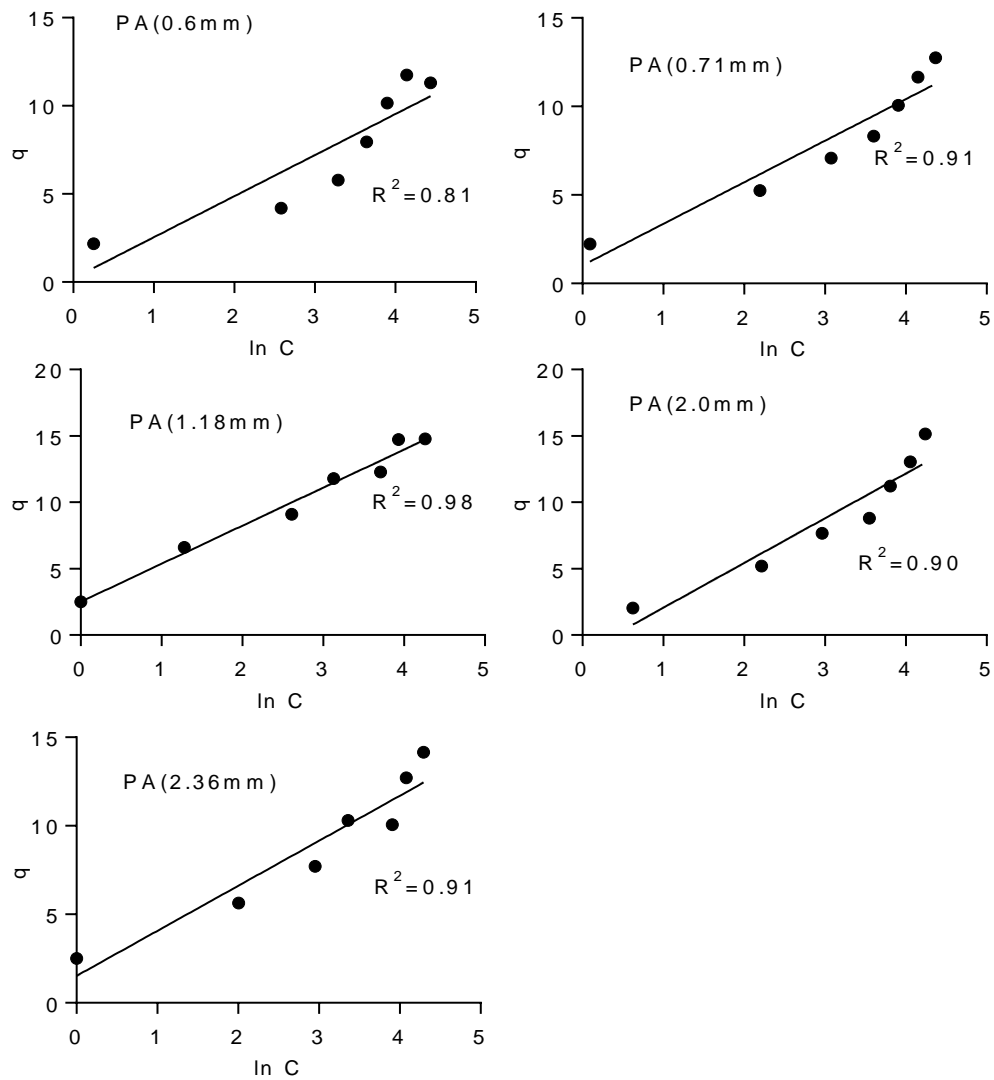 PA(0.6mm)
15
10
5
0
q
R²=0.81
0 1 2 3 4 5
ln C
PA(0.71mm)
15
10
5
0
q
R²=0.91
0 1 2 3 4 5
ln C
PA(1.18mm)
20
15
10
5
0
q
R²=0.98
0 1 2 3 4 5
ln C
PA(2.0mm)
20
15
10
5
0
q
R²=0.90
0 1 2 3 4 5
ln C
PA(2.36mm)
15
10
5
0
q
R²=0.91
0 1 2 3 4 5
ln C